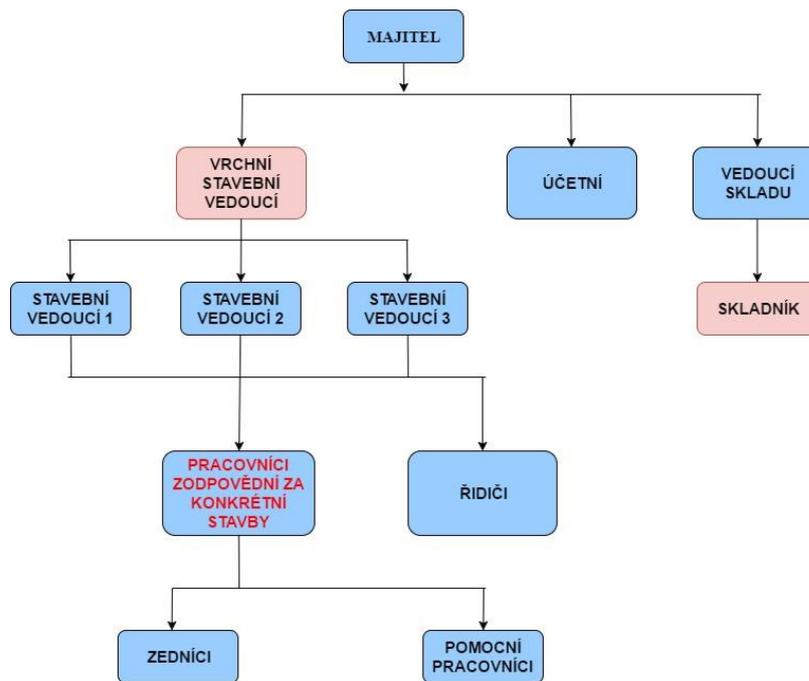 MAJITEL
VRCHNÍ
STAVEBNÍ
VEDOUCÍ
ÚČETNÍ
VEDOUCÍ
SKLADU
STAVEBNÍ
VEDOUCÍ 1
STAVEBNÍ
VEDOUCÍ 2
STAVEBNÍ
VEDOUCÍ 3
SKLADNÍK
PRACOVNÍCI
ZODPOVĚDNÍ ZA
KONKRÉTNÍ
STAVBY
ŘIDIČI
ZEDNÍCI
POMOCNÍ
PRACOVNÍCI